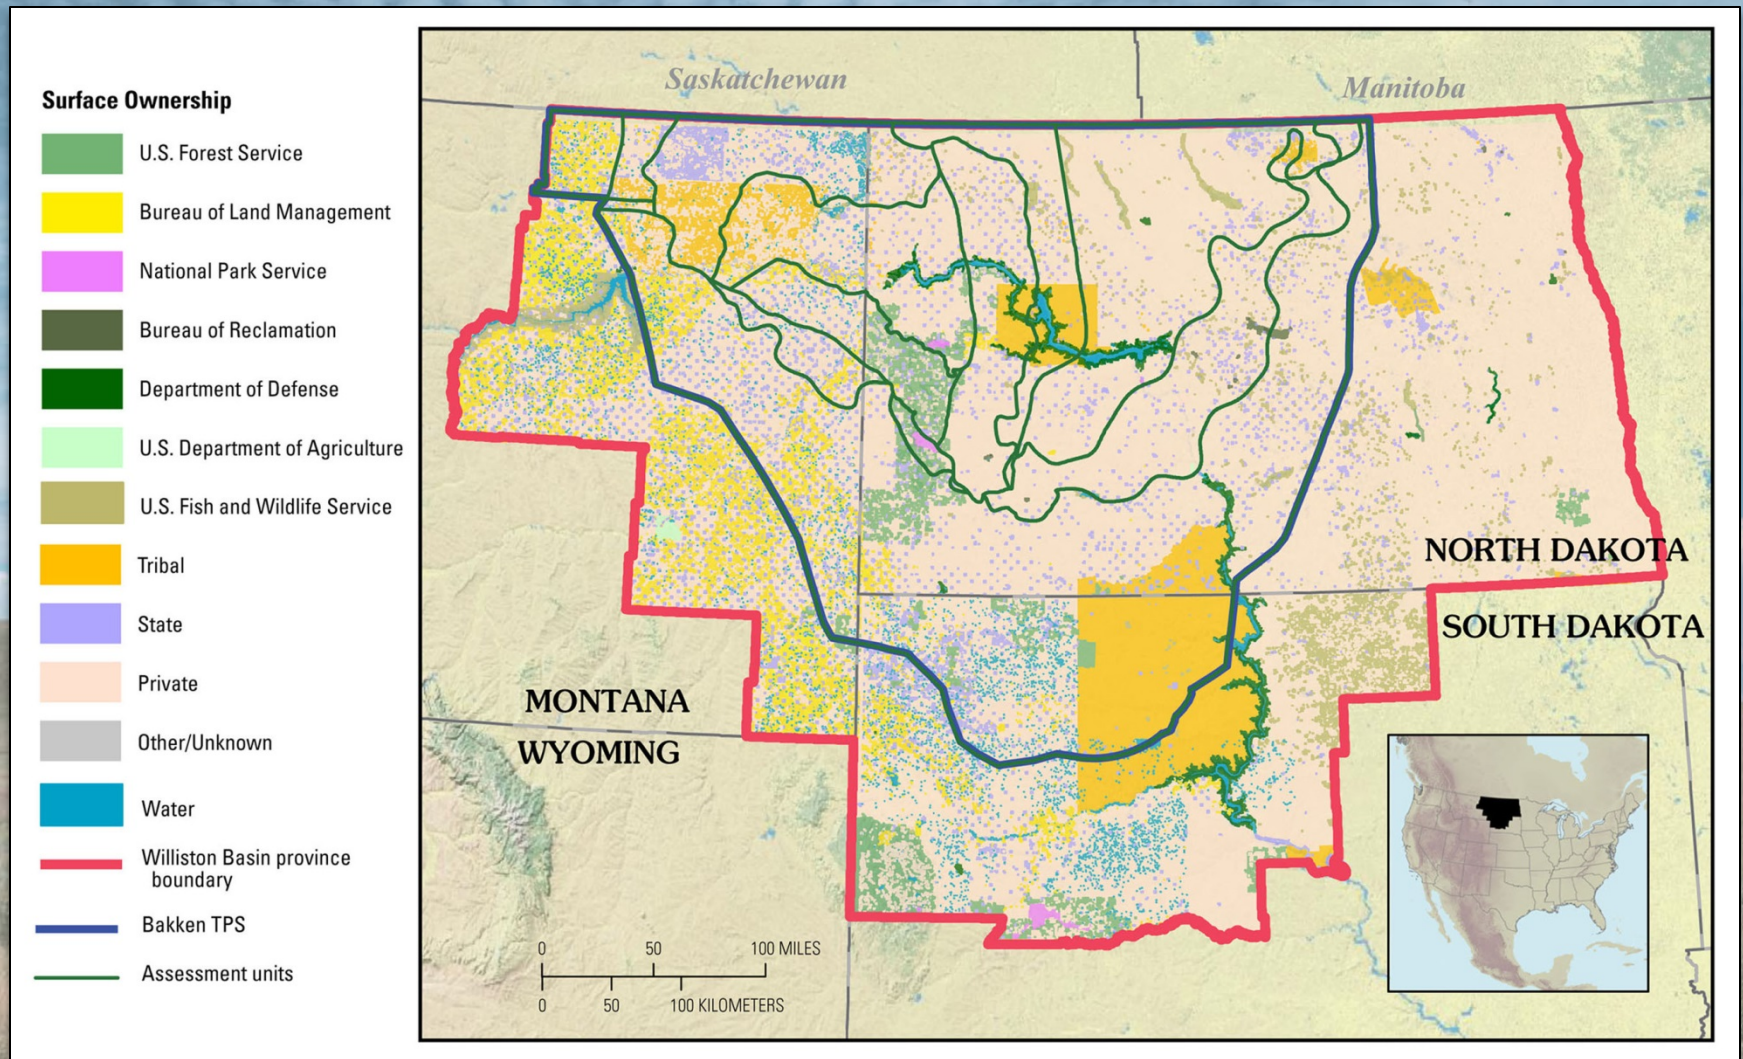 Surface Ownership
U.S. Forest Service
Bureau of Land Management
National Park Service
Bureau of Reclamation
Department of Defense
U.S. Department of Agriculture
U.S. Fish and Wildlife Service
Tribal
State
Private
Other/Unknown
Water
Williston Basin province
boundary
Bakken TPS
Assessment units
Saskatchewan
Manitoba
NORTH DAKOTA
SOUTH DAKOTA
MONTANA
WYOMING
0 50 100 MILES
0 50 100 KILOMETERS